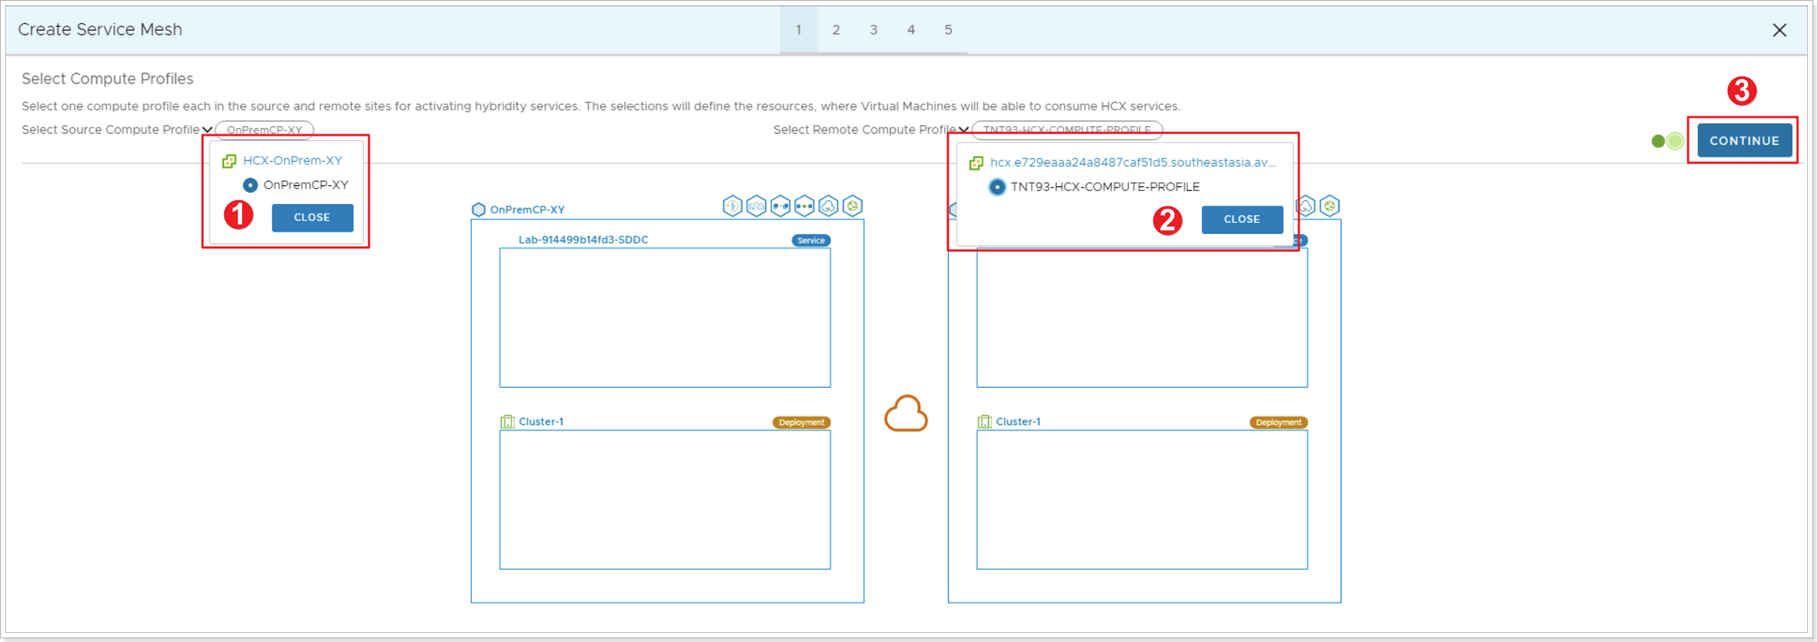 Create Service Mesh
1 2 3 4 5
Select Compute Profiles
Select one compute profile each in the source and remote sites for activating hybridity services. The selections will define the resources, where Virtual Machines will be able to consume HCX services.
Select Source Compute Profile OnPremCP-XY
Select Remote Compute Profile TNT93-HCX-COMPUTE-PROFILE
3
CONTINUE
HCX-OnPrem-XY
OnPremCP-XY
1
CLOSE
hcx.e729eaaa24a8487caf51d5.southeastasia.av...
TNT93-HCX-COMPUTE-PROFILE
2
CLOSE
OnPremCP-XY
Lab-914499b14fd3-SDDC Service
Cluster-1 Deployment
Cluster-1 Deployment